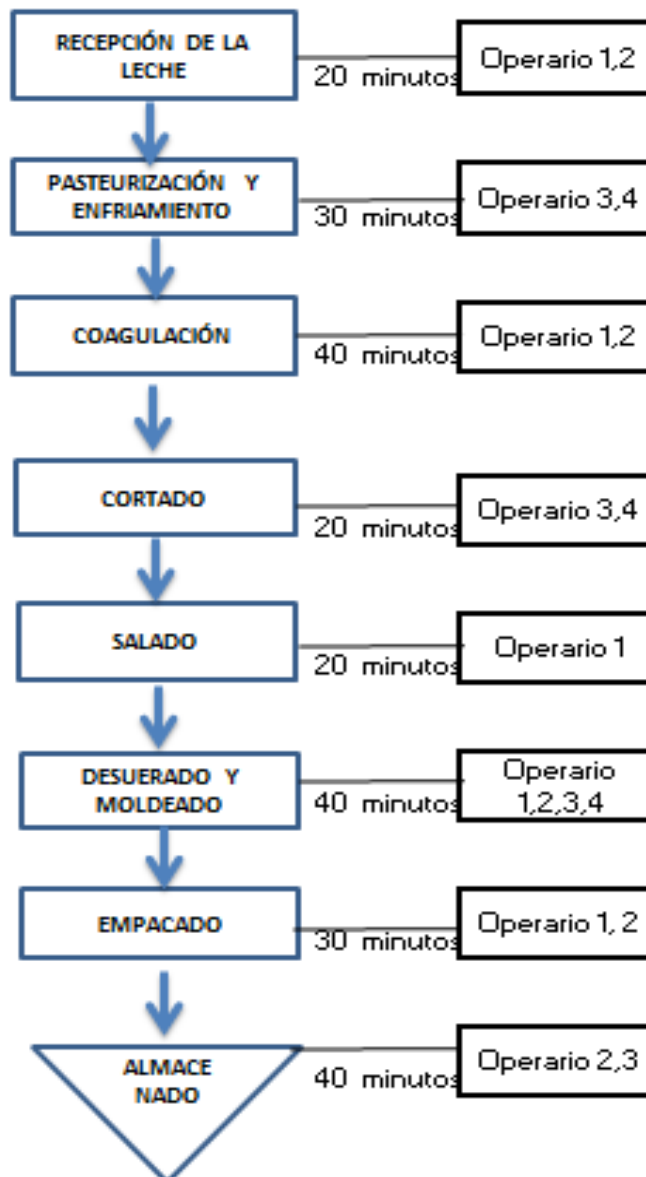 RECEPCIÓN DE LA
LECHE
20 minutos
Operario 1,2
PASTEURIZACIÓN Y
ENFRIAMIENTO
30 minutos
Operario 3,4
COAGULACIÓN
40 minutos
Operario 1,2
CORTADO
20 minutos
Operario 3,4
SALADO
20 minutos
Operario 1
DESUERADO Y
MOLDEADO
40 minutos
Operario
1,2,3,4
EMPACADO
30 minutos
Operario 1, 2
ALMACE
NADO
40 minutos
Operario 2,3